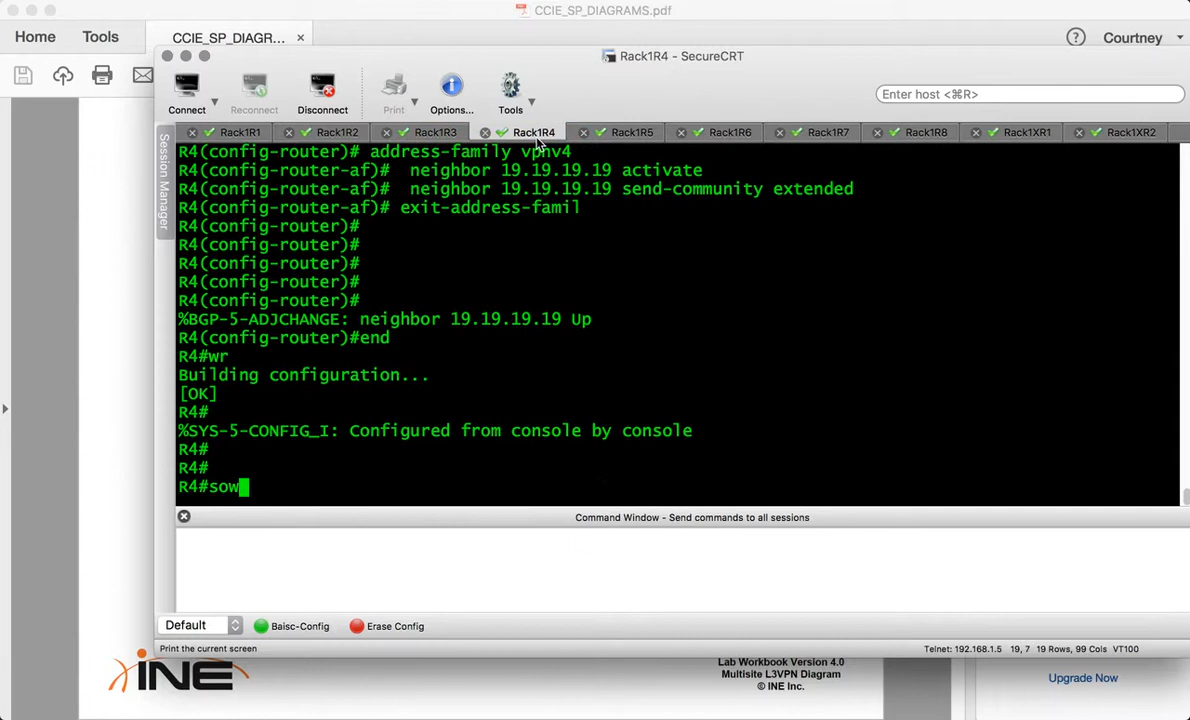 CCIE_SP_DIAGRAMS.pdf
Home
Tools
CCIE_SP_DIAGR... ×
? Courtney
Rack1R4 - SecureCRT
Connect
Reconnect
Disconnect
Print
Options...
Tools
Enter host <⌘R>
Session Manager
Rack1R1
Rack1R2
Rack1R3
Rack1R4
Rack1R5
Rack1R6
Rack1R7
Rack1R8
Rack1XR1
Rack1XR2
R4(config-router)# address-family vpnv4
R4(config-router-af)#  neighbor 19.19.19.19 activate
R4(config-router-af)#  neighbor 19.19.19.19 send-community extended
R4(config-router-af)# exit-address-famil
R4(config-router)#
R4(config-router)#
R4(config-router)#
R4(config-router)#
R4(config-router)#
%BGP-5-ADJCHANGE: neighbor 19.19.19.19 Up
R4(config-router)#end
R4#wr
Building configuration...
[OK]
R4#
%SYS-5-CONFIG_I: Configured from console by console
R4#
R4#
R4#sow
Command Window - Send commands to all sessions
Default
Baisc-Config
Erase Config
Print the current screen
Telnet: 192.168.1.5 19, 7 19 Rows, 99 Cols VT100
INE
Lab Workbook Version 4.0
Multisite L3VPN Diagram
© INE Inc.
Upgrade Now